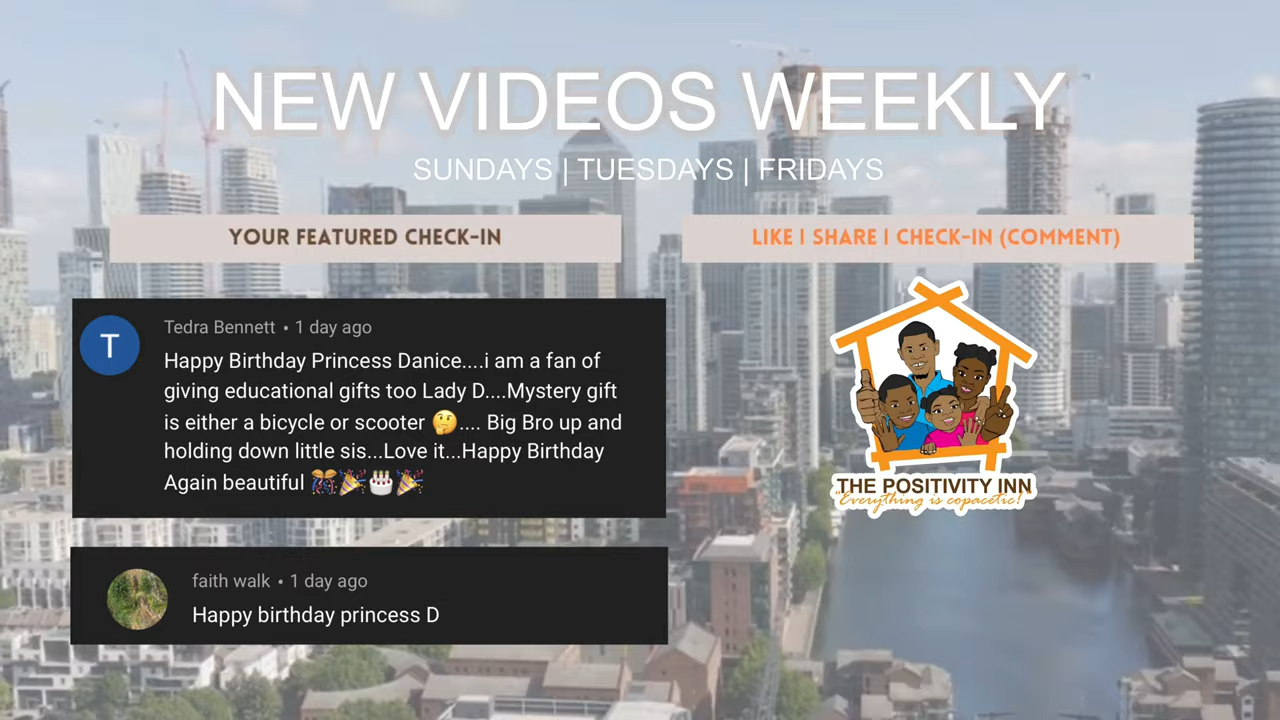 NEW VIDEOS WEEKLY
SUNDAYS | TUESDAYS | FRIDAYS
YOUR FEATURED CHECK-IN
LIKE | SHARE | CHECK-IN (COMMENT)
T
Tedra Bennett • 1 day ago
Happy Birthday Princess Danice....i am a fan of
giving educational gifts too Lady D....Mystery gift
is either a bicycle or scooter 🤔.... Big Bro up and
holding down little sis...Love it...Happy Birthday
Again beautiful 🎊🎉🎂🎉
THE POSITIVITY INN
"Everything is copacetic!"
faith walk • 1 day ago
Happy birthday princess D